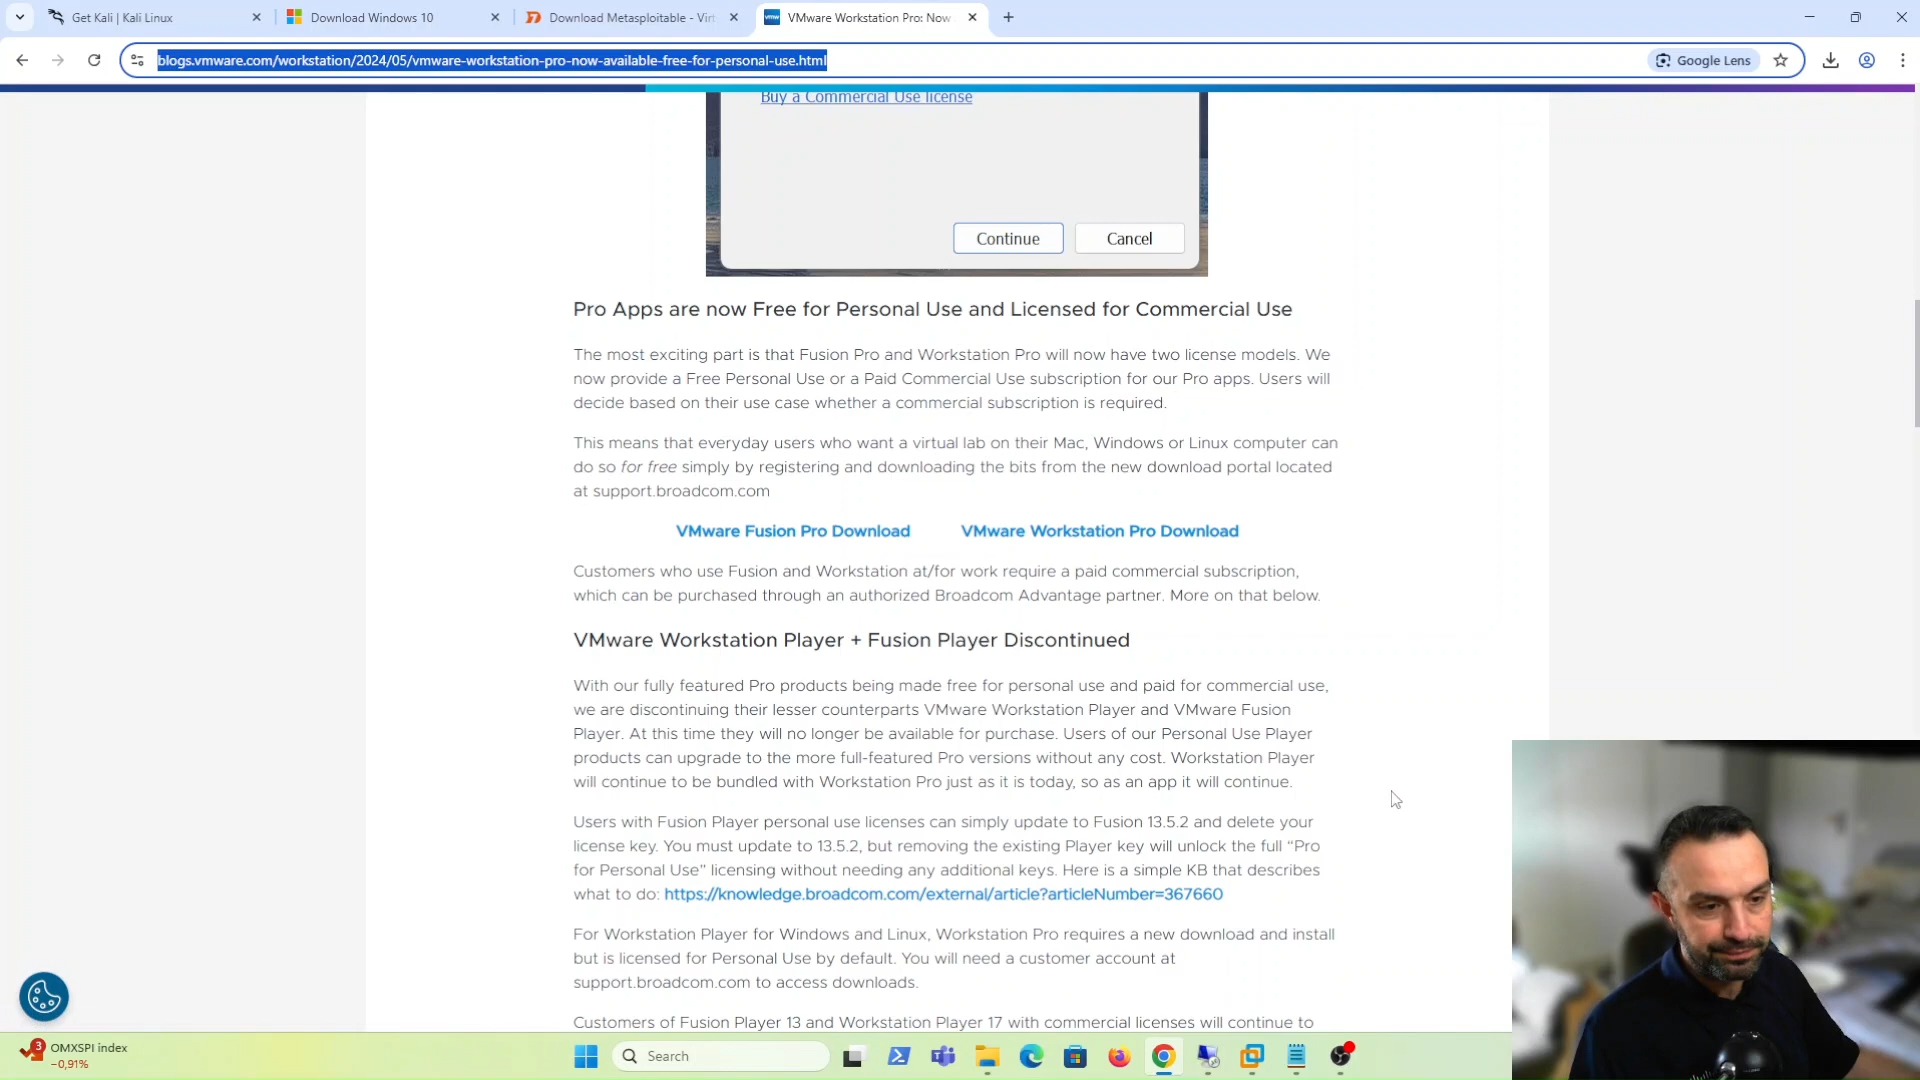 Get Kali | Kali Linux
Download Windows 10
Download Metasploitable - Virt
vmw
VMware Workstation Pro: Now
blogs.vmware.com/workstation/2024/05/vmware-workstation-pro-now-available-free-for-personal-use.html
Google Lens
Buy a Commercial Use license
Continue
Cancel
Pro Apps are now Free for Personal Use and Licensed for Commercial Use
The most exciting part is that Fusion Pro and Workstation Pro will now have two license models. We
now provide a Free Personal Use or a Paid Commercial Use subscription for our Pro apps. Users will
decide based on their use case whether a commercial subscription is required.
This means that everyday users who want a virtual lab on their Mac, Windows or Linux computer can
do so for free simply by registering and downloading the bits from the new download portal located
at support.broadcom.com
VMware Fusion Pro Download
VMware Workstation Pro Download
Customers who use Fusion and Workstation at/for work require a paid commercial subscription,
which can be purchased through an authorized Broadcom Advantage partner. More on that below.
VMware Workstation Player + Fusion Player Discontinued
With our fully featured Pro products being made free for personal use and paid for commercial use,
we are discontinuing their lesser counterparts VMware Workstation Player and VMware Fusion
Player. At this time they will no longer be available for purchase. Users of our Personal Use Player
products can upgrade to the more full-featured Pro versions without any cost. Workstation Player
will continue to be bundled with Workstation Pro just as it is today, so as an app it will continue.
Users with Fusion Player personal use licenses can simply update to Fusion 13.5.2 and delete your
license key. You must update to 13.5.2, but removing the existing Player key will unlock the full “Pro
for Personal Use” licensing without needing any additional keys. Here is a simple KB that describes
what to do: https://knowledge.broadcom.com/external/article?articleNumber=367660
For Workstation Player for Windows and Linux, Workstation Pro requires a new download and install
but is licensed for Personal Use by default. You will need a customer account at
support.broadcom.com to access downloads.
Customers of Fusion Player 13 and Workstation Player 17 with commercial licenses will continue to
3
OMXSPI index
−0,91%
Search